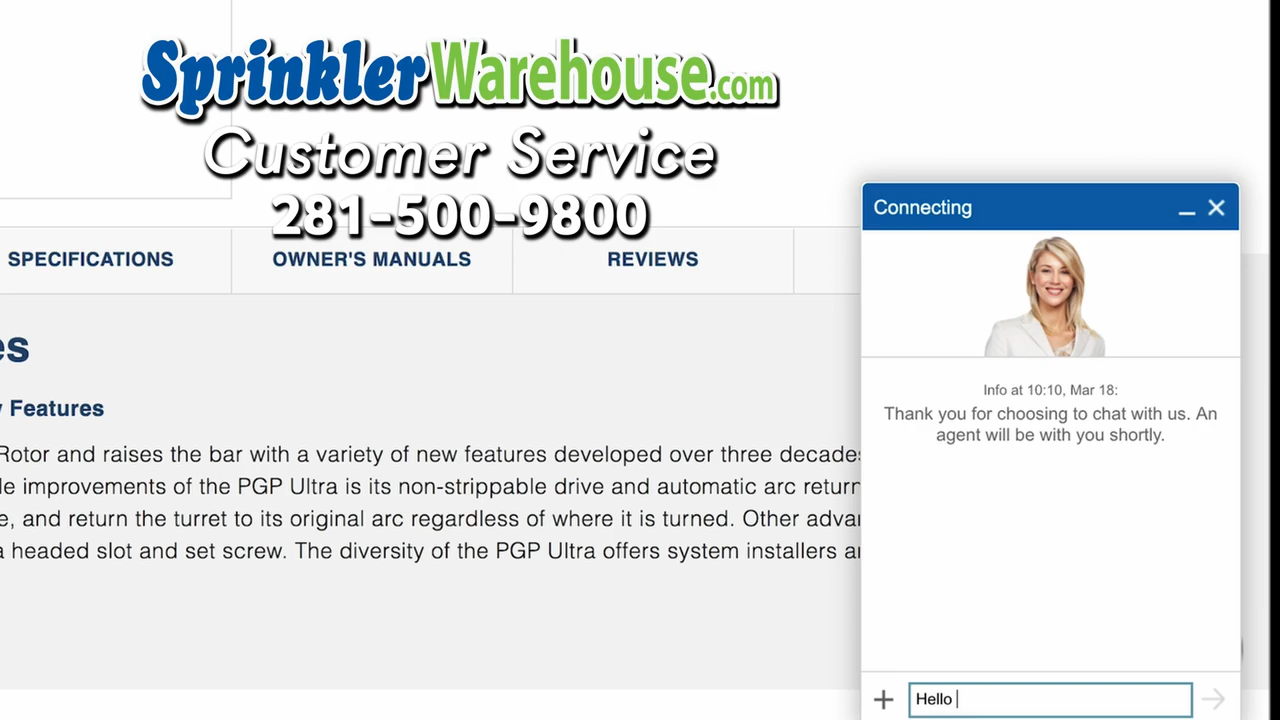 SprinklerWarehouse.com
Customer Service
281-500-9800
SPECIFICATIONS
OWNER'S MANUALS
REVIEWS
es
Features
Rotor and raises the bar with a variety of new features developed over three decades
le improvements of the PGP Ultra is its non-strippable drive and automatic arc return
e, and return the turret to its original arc regardless of where it is turned. Other advan
a headed slot and set screw. The diversity of the PGP Ultra offers system installers an
Connecting
Info at 10:10, Mar 18:
Thank you for choosing to chat with us. An
agent will be with you shortly.
Hello